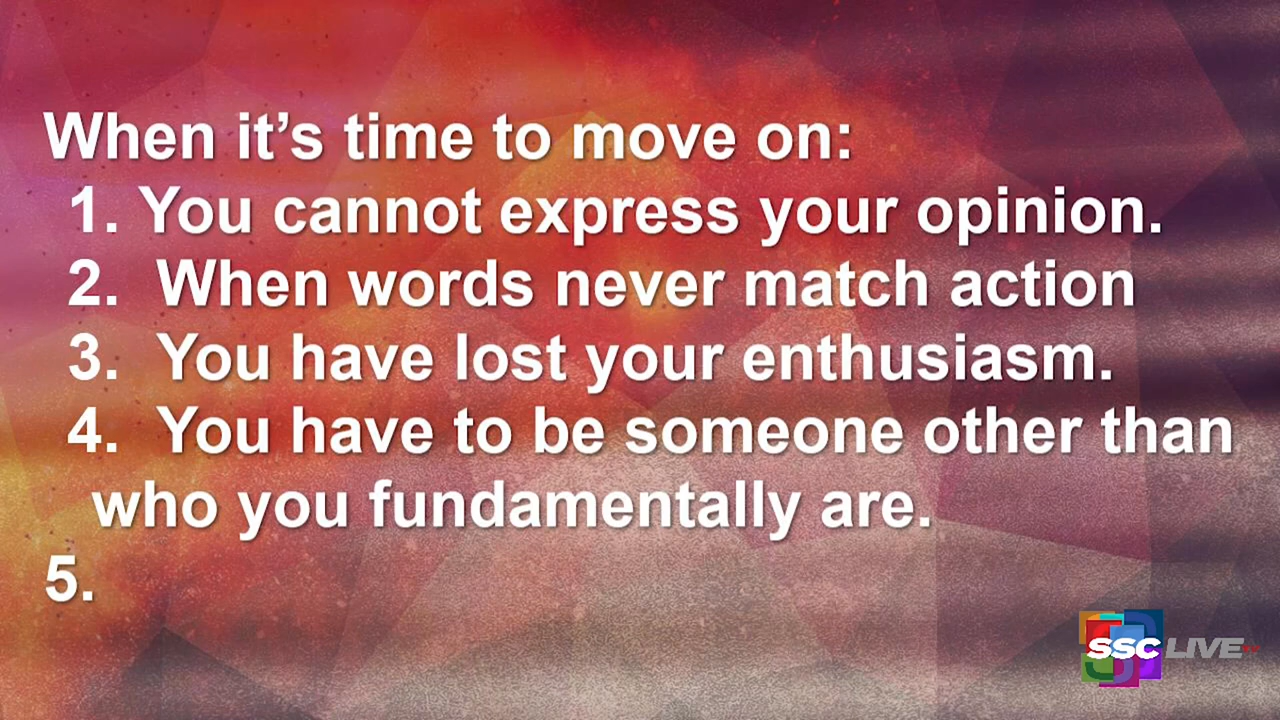 When it’s time to move on:
1. You cannot express your opinion.
2. When words never match action
3. You have lost your enthusiasm.
4. You have to be someone other than
who you fundamentally are.
5.
SSC LIVE